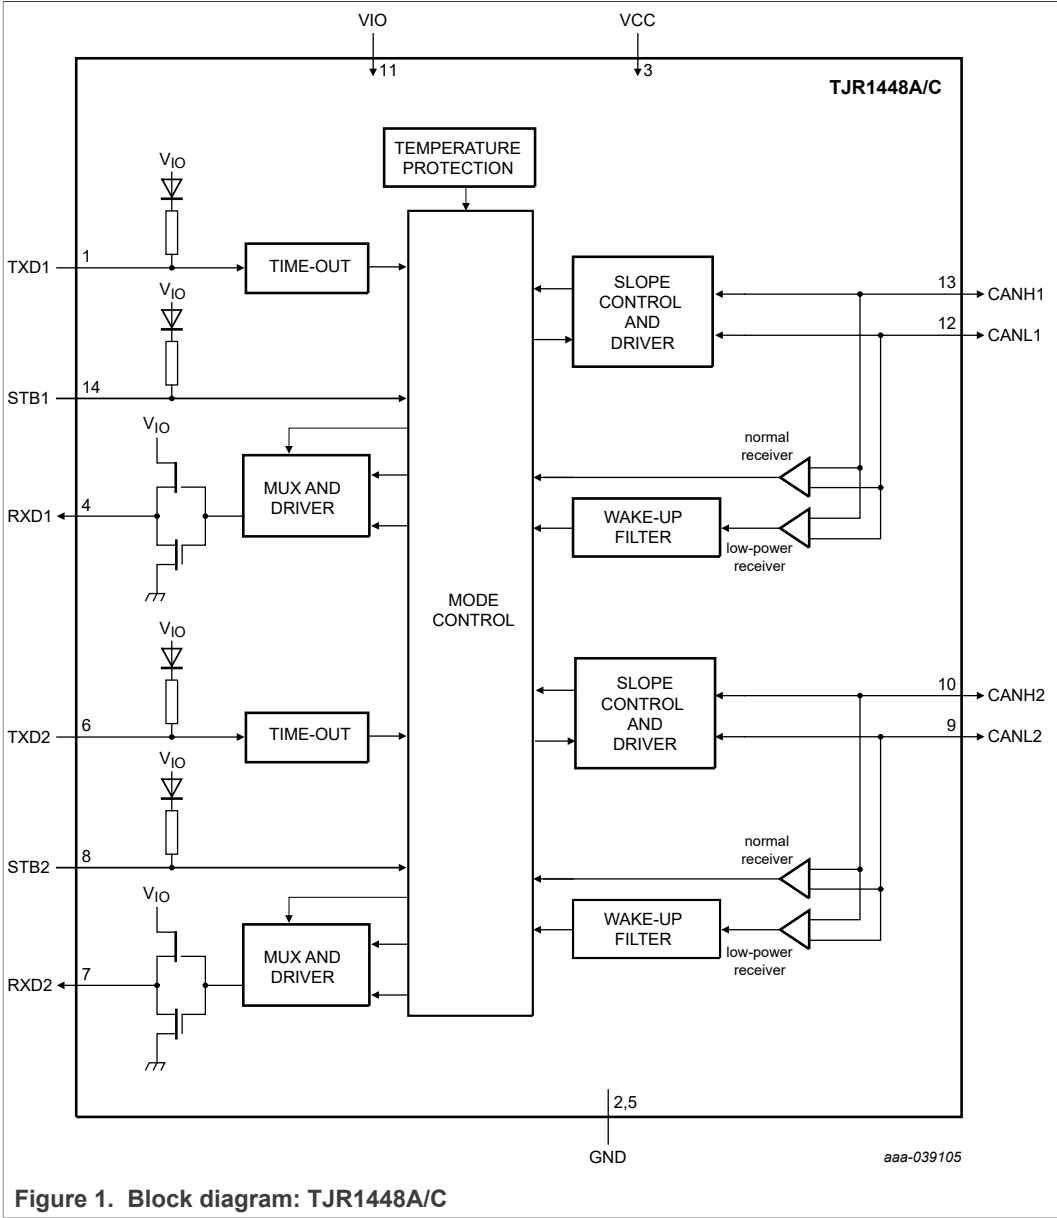 VIO
VCC
11
3
TJR1448A/C
TEMPERATURE
PROTECTION
VIO
TXD1
1
TIME-OUT
VIO
STB1
14
SLOPE
CONTROL
AND
DRIVER
13
CANH1
12
CANL1
VIO
MUX AND
DRIVER
RXD1
4
normal
receiver
WAKE-UP
FILTER
low-power
receiver
MODE
CONTROL
VIO
TXD2
6
TIME-OUT
VIO
STB2
8
SLOPE
CONTROL
AND
DRIVER
10
CANH2
9
CANL2
VIO
MUX AND
DRIVER
RXD2
7
normal
receiver
WAKE-UP
FILTER
low-power
receiver
2,5
GND
aaa-039105
Figure 1. Block diagram: TJR1448A/C